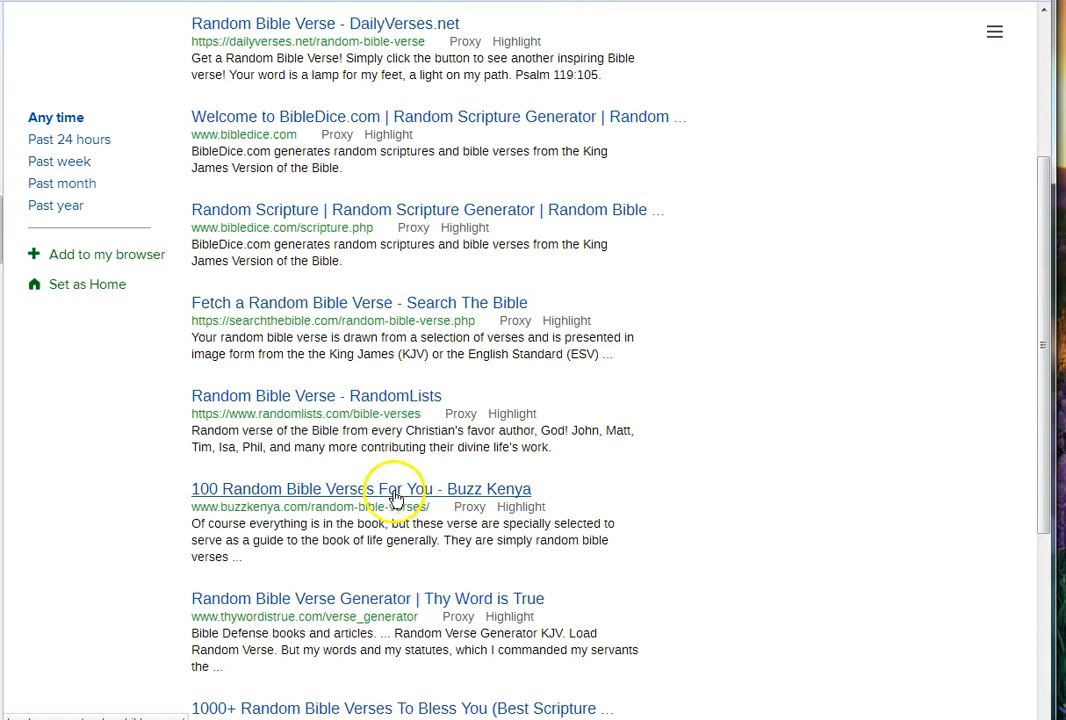 Random Bible Verse - DailyVerses.net
https://dailyverses.net/random-bible-verse Proxy Highlight
Get a Random Bible Verse! Simply click the button to see another inspiring Bible
verse! Your word is a lamp for my feet, a light on my path. Psalm 119:105.
Any time
Past 24 hours
Past week
Past month
Past year
Add to my browser
Set as Home
Welcome to BibleDice.com | Random Scripture Generator | Random ...
www.bibledice.com Proxy Highlight
BibleDice.com generates random scriptures and bible verses from the King
James Version of the Bible.
Random Scripture | Random Scripture Generator | Random Bible ...
www.bibledice.com/scripture.php Proxy Highlight
BibleDice.com generates random scriptures and bible verses from the King
James Version of the Bible.
Fetch a Random Bible Verse - Search The Bible
https://searchthebible.com/random-bible-verse.php Proxy Highlight
Your random bible verse is drawn from a selection of verses and is presented in
image form from the the King James (KJV) or the English Standard (ESV) ...
Random Bible Verse - RandomLists
https://www.randomlists.com/bible-verses Proxy Highlight
Random verse of the Bible from every Christian's favor author, God! John, Matt,
Tim, Isa, Phil, and many more contributing their divine life's work.
100 Random Bible Verses For You - Buzz Kenya
www.buzzkenya.com/random-bible-verses/ Proxy Highlight
Of course everything is in the book, but these verse are specially selected to
serve as a guide to the book of life generally. They are simply random bible
verses ...
Random Bible Verse Generator | Thy Word is True
www.thywordistrue.com/verse_generator Proxy Highlight
Bible Defense books and articles. ... Random Verse Generator KJV. Load
Random Verse. But my words and my statutes, which I commanded my servants
the ...
1000+ Random Bible Verses To Bless You (Best Scripture ...